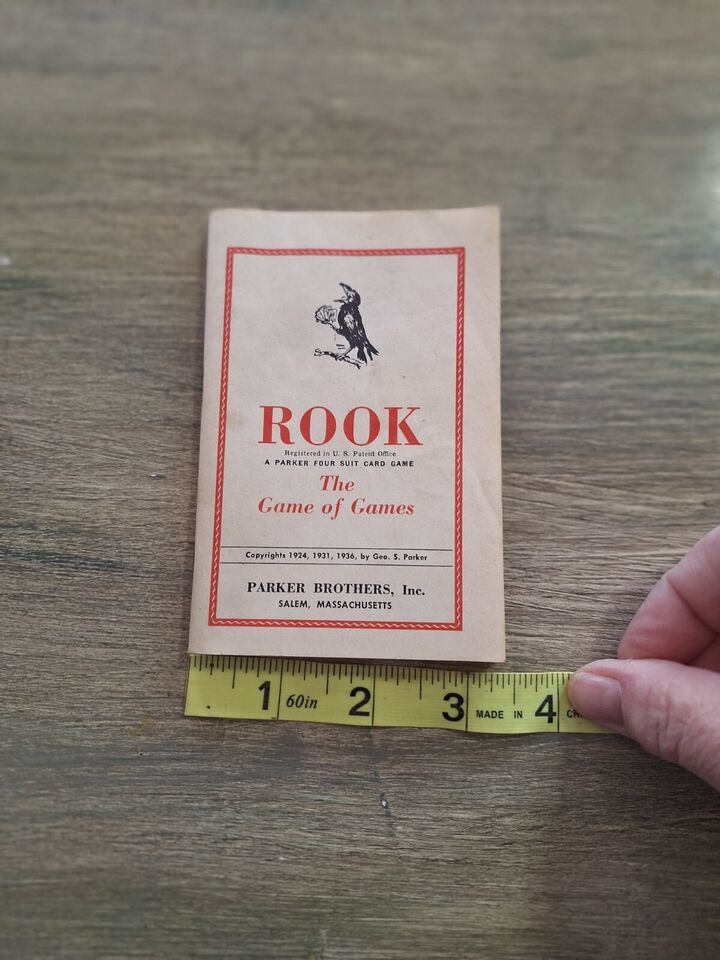 ROOK
Registered in U. S. Patent Office
A PARKER FOUR SUIT CARD GAME
The
Game of Games
Copyrights 1924, 1931, 1936, by Geo. S. Parker
PARKER BROTHERS, Inc.
SALEM, MASSACHUSETTS
1 60in 2 3 MADE IN 4